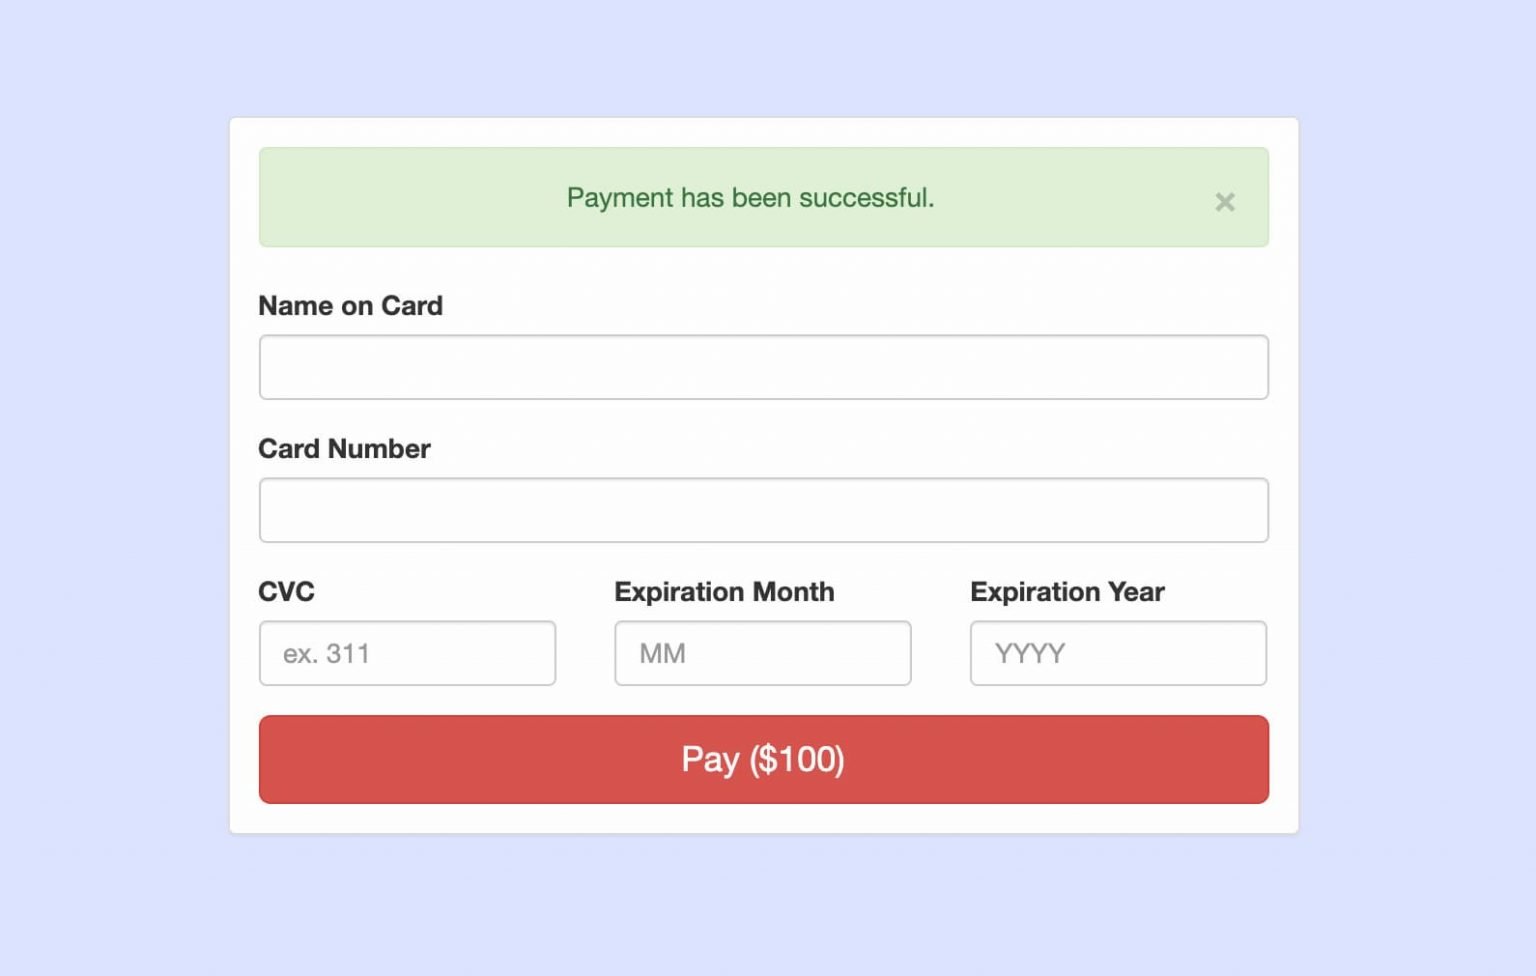 Payment has been successful. ×
Name on Card
Card Number
CVC Expiration Month Expiration Year
ex. 311 MM YYYY
Pay ($100)